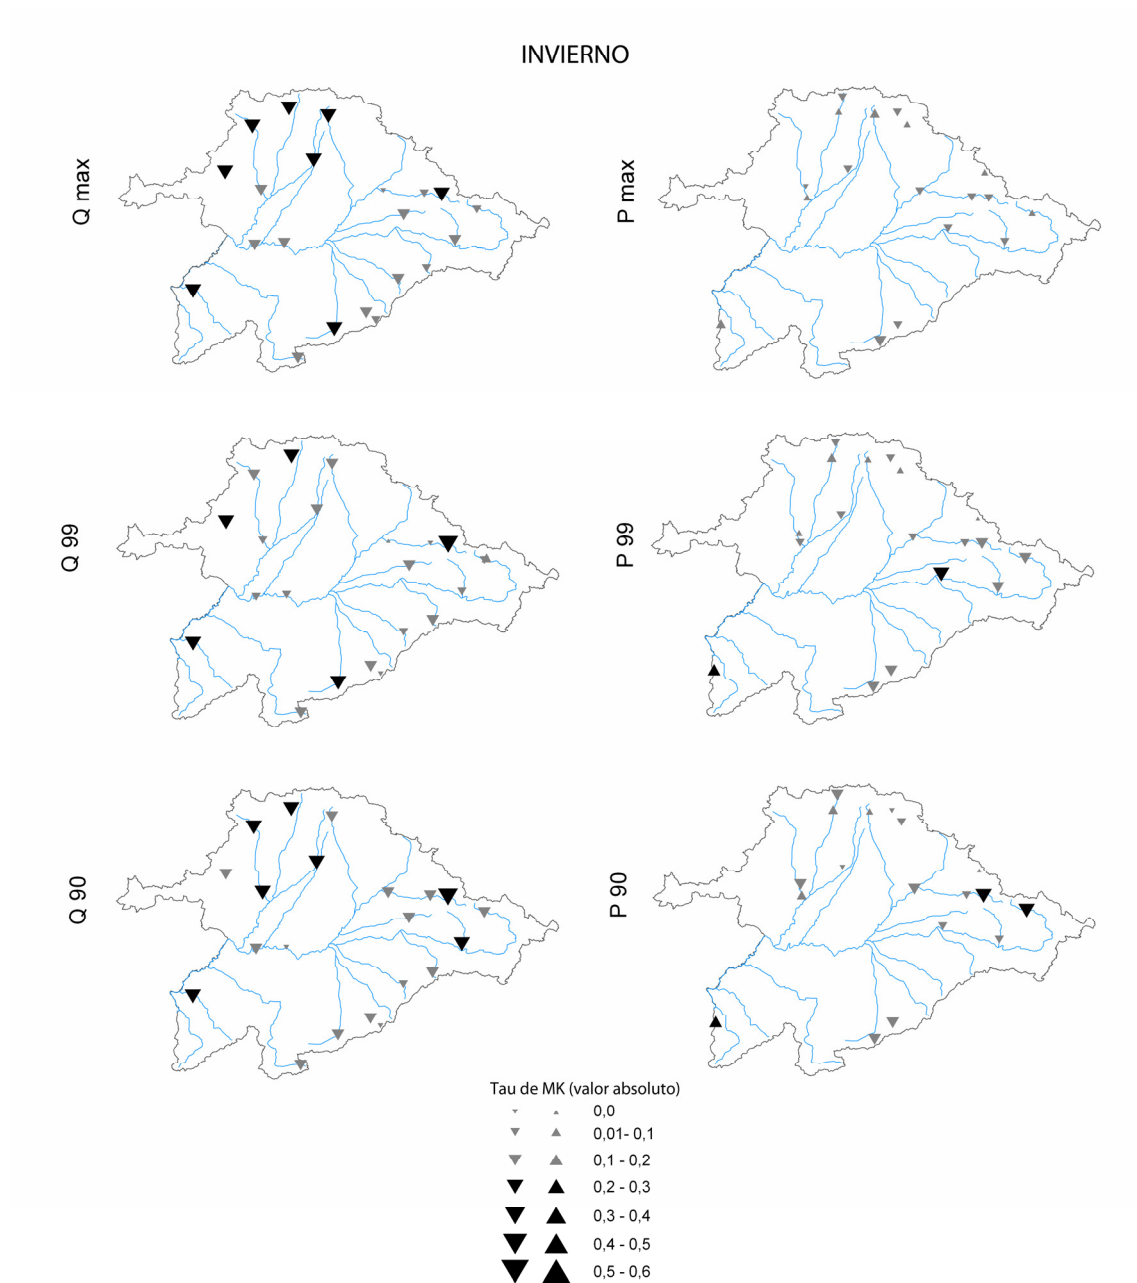 INVIERNO
Q max
P max
Q 99
P 99
Q 90
P 90
Tau de MK (valor absoluto)
0,0
0,01- 0,1
0,1 - 0,2
0,2 - 0,3
0,3 - 0,4
0,4 - 0,5
0,5 - 0,6